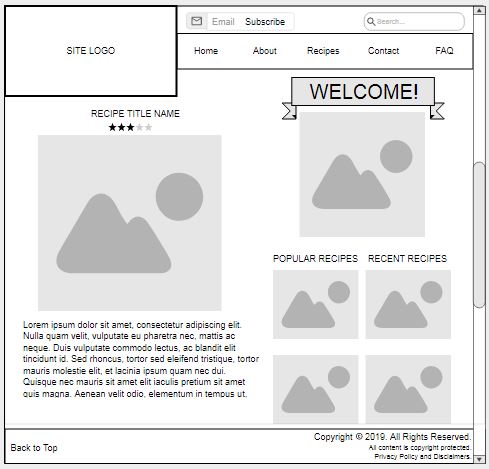 SITE LOGO
Email Subscribe
Search...
Home About Recipes Contact FAQ
WELCOME!
RECIPE TITLE NAME
POPULAR RECIPES
RECENT RECIPES
Lorem ipsum dolor sit amet, consectetur adipiscing elit.
Nulla quam velit, vulputate eu pharetra nec, mattis ac
neque. Duis vulputate commodo lectus, ac blandit elit
tincidunt id. Sed rhoncus, tortor sed eleifend tristique, tortor
mauris molestie elit, et lacinia ipsum quam nec dui.
Quisque nec mauris sit amet elit iaculis pretium sit amet
quis magna. Aenean velit odio, elementum in tempus ut.
Back to Top
Copyright © 2019. All Rights Reserved.
All content is copyright protected.
Privacy Policy and Disclaimers.